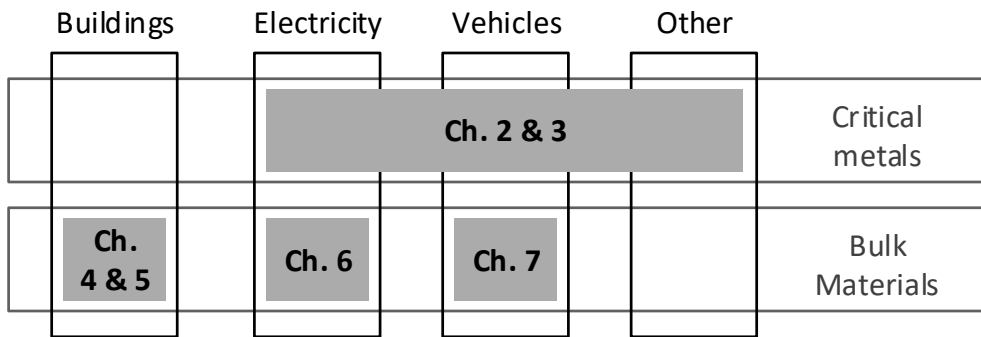 Buildings Electricity Vehicles Other
Ch. 2 & 3
Critical
metals
Ch.
4 & 5
Ch. 6
Ch. 7
Bulk
Materials